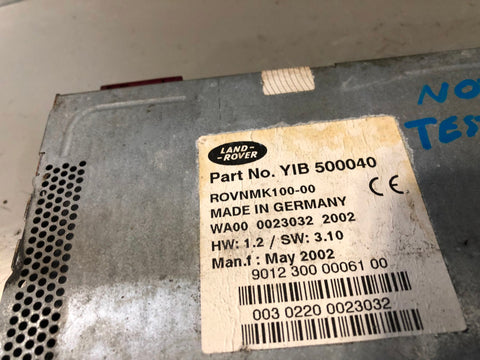 NO
TES
LAND-
-ROVER
Part No. YIB 500040
ROVNMK100-00
MADE IN GERMANY CE
WA00 0023032 2002
HW: 1.2 / SW: 3.10
Man.f : May 2002
9012 300 00061 00
003 0220 0023032